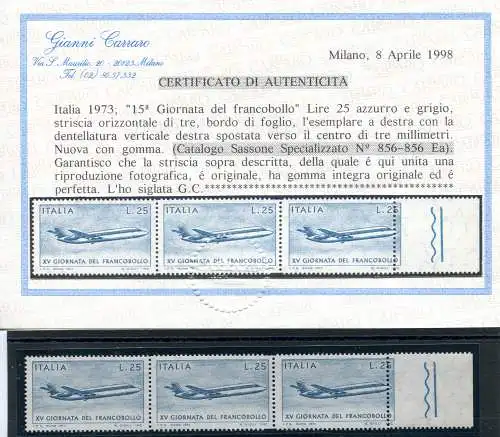 Gianni Carraro
Via S. Maurilio, 20 - 20123 Milano
Milano, 8 Aprile 1998
CERTIFICATO DI AUTENTICITÀ
Italia 1973; "15ª Giornata del francobollo" Lire 25 azzurro e grigio,
striscia orizzontale di tre, bordo di foglio, l'esemplare a destra con la
dentellatura verticale destra spostata verso il centro di tre millimetri.
Nuova con gomma. (Catalogo Sassone Specializzato Nº 856-856 Ea).
Garantisco che la striscia sopra descritta, della quale é qui unita una
riproduzione fotografica, é originale, ha gomma integra originale ed é
perfetta. L'ho siglata G.C.
ITALIA L.25 ITALIA L.25 ITALIA L.25
XV GIORNATA DEL FRANCOBOLLO XV GIORNATA DEL FRANCOBOLLO XV GIORNATA DEL FRANCOBOLLO
ITALIA L.25 ITALIA L.25 ITALIA L.25
XV GIORNATA DEL FRANCOBOLLO XV GIORNATA DEL FRANCOBOLLO XV GIORNATA DEL FRANCOBOLLO